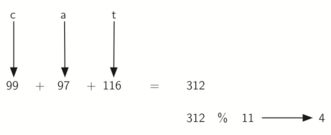 c a t
99 + 97 + 116 = 312
312 % 11 4